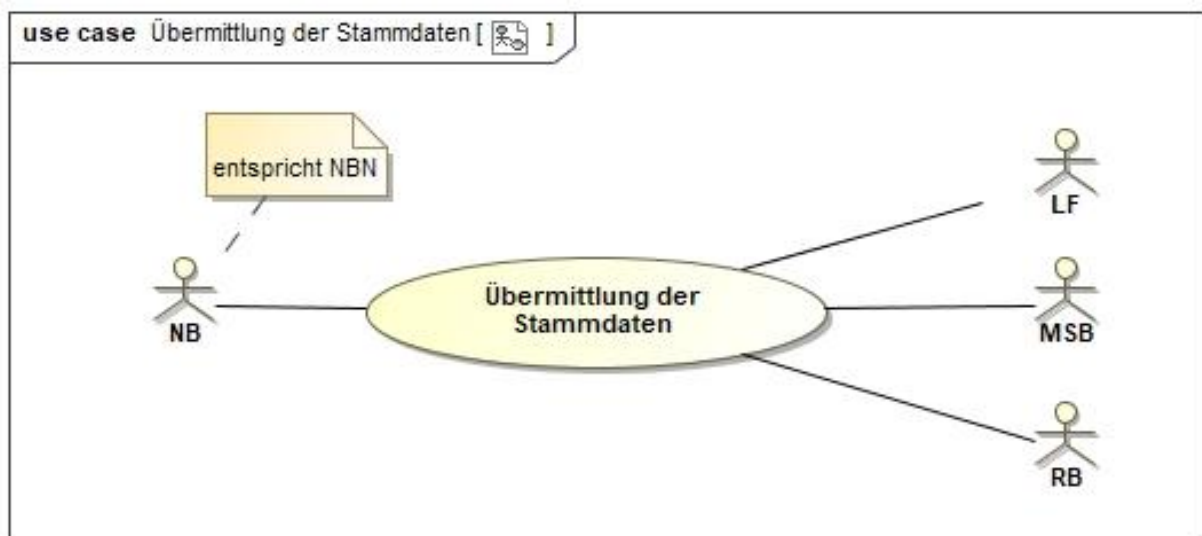 use case Übermittlung der Stammdaten [ ]
entspricht NBN
LF
NB
Übermittlung der
Stammdaten
MSB
RB